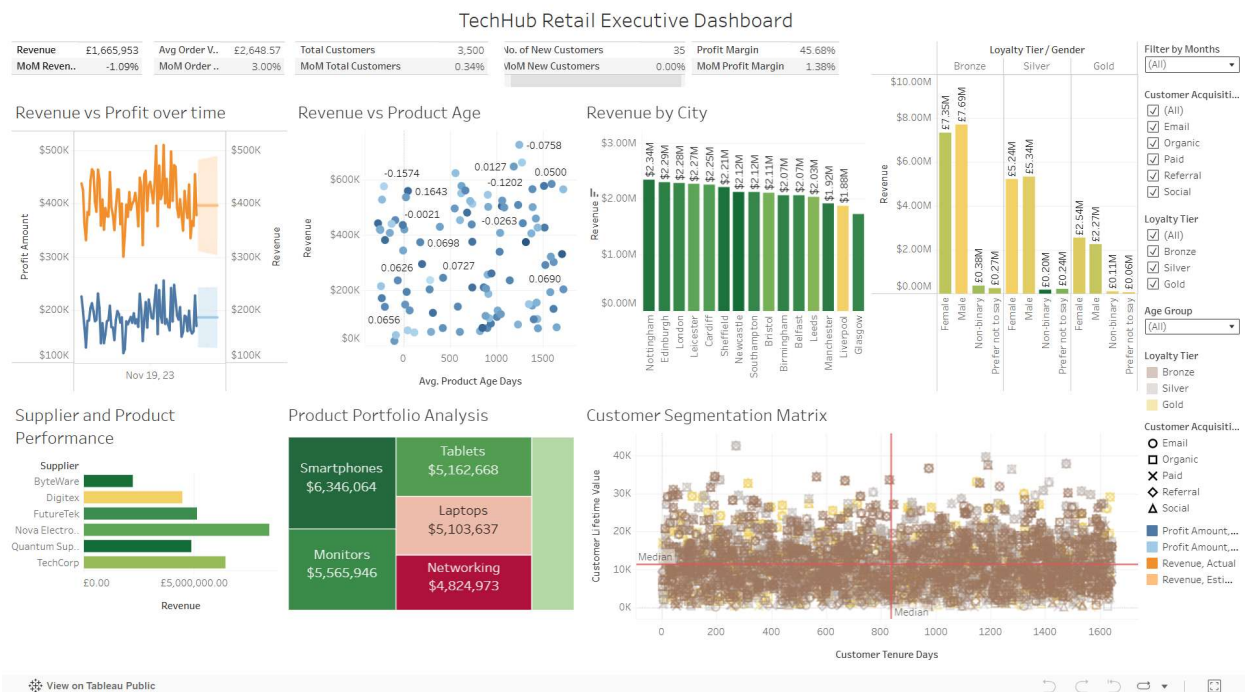 TechHub Retail Executive Dashboard
Revenue £1,665,953
MoM Reven.. -1.09%
Avg Order V.. £2,648.57
MoM Order .. 3.00%
Total Customers 3,500
MoM Total Customers 0.34%
No. of New Customers 35
MoM New Customers 0.00%
Profit Margin 45.68%
MoM Profit Margin 1.38%
Revenue vs Profit over time
$500K
$400K
$300K
$200K
$100K
Profit Amount
$500K
$400K
$300K
$200K
$100K
Revenue
Nov 19, 23
Revenue vs Product Age
Revenue
$600K
$400K
$200K
$0K
-0.0758
-0.1574
0.0127
0.0500
0.1643
-0.1202
-0.0021
-0.0263
0.0698
0.0626
0.0727
0.0690
0.0656
0
500
1000
1500
Avg. Product Age Days
Revenue by City
Revenue
$3.00M
$2.00M
$1.00M
$0.00M
$2.34M
$2.29M
$2.28M
$2.27M
$2.25M
$2.21M
$2.12M
$2.12M
$2.11M
$2.07M
$2.07M
$2.03M
$1.92M
$1.88M
Nottingham
Edinburgh
London
Leicester
Cardiff
Sheffield
Newcastle
Southampton
Bristol
Birmingham
Belfast
Leeds
Manchester
Liverpool
Glasgow
Loyalty Tier / Gender
Bronze
Silver
Gold
Revenue
$10.00M
$8.00M
$6.00M
$4.00M
$2.00M
$0.00M
£7.35M
£7.69M
£0.38M
£0.27M
£5.24M
£5.34M
£0.20M
£0.24M
£2.54M
£2.27M
£0.11M
£0.06M
Female
Male
Non-binary
Prefer not to say
Female
Male
Non-binary
Prefer not to say
Female
Male
Non-binary
Prefer not to say
Filter by Months
(All)
Customer Acquisiti...
(All)
Email
Organic
Paid
Referral
Social
Loyalty Tier
(All)
Bronze
Silver
Gold
Age Group
(All)
Loyalty Tier
Bronze
Silver
Gold
Customer Acquisiti...
Email
Organic
Paid
Referral
Social
Profit Amount,...
Profit Amount,...
Revenue, Actual
Revenue, Esti...
Supplier and Product
Performance
Supplier
ByteWare
Digitex
FutureTek
Nova Electro..
Quantum Sup..
TechCorp
£0.00
£5,000,000.00
Revenue
Product Portfolio Analysis
Smartphones
$6,346,064
Monitors
$5,565,946
Tablets
$5,162,668
Laptops
$5,103,637
Networking
$4,824,973
Customer Segmentation Matrix
Customer Lifetime Value
40K
30K
20K
10K
0K
Median
Median
0
200
400
600
800
1000
1200
1400
1600
Customer Tenure Days
View on Tableau Public